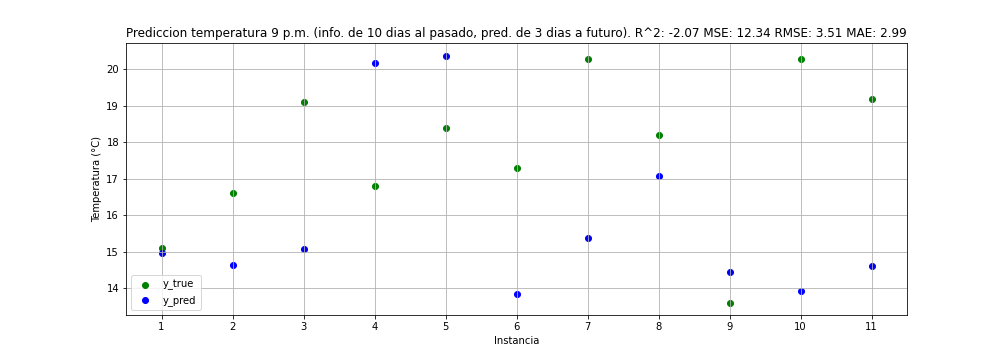 Prediccion temperatura 9 p.m. (info. de 10 dias al pasado, pred. de 3 dias a futuro). R^2: -2.07 MSE: 12.34 RMSE: 3.51 MAE: 2.99
20
19
18
17
16
15
14
Temperatura (°C)
y_true
y_pred
1 2 3 4 5 6 7 8 9 10 11
Instancia